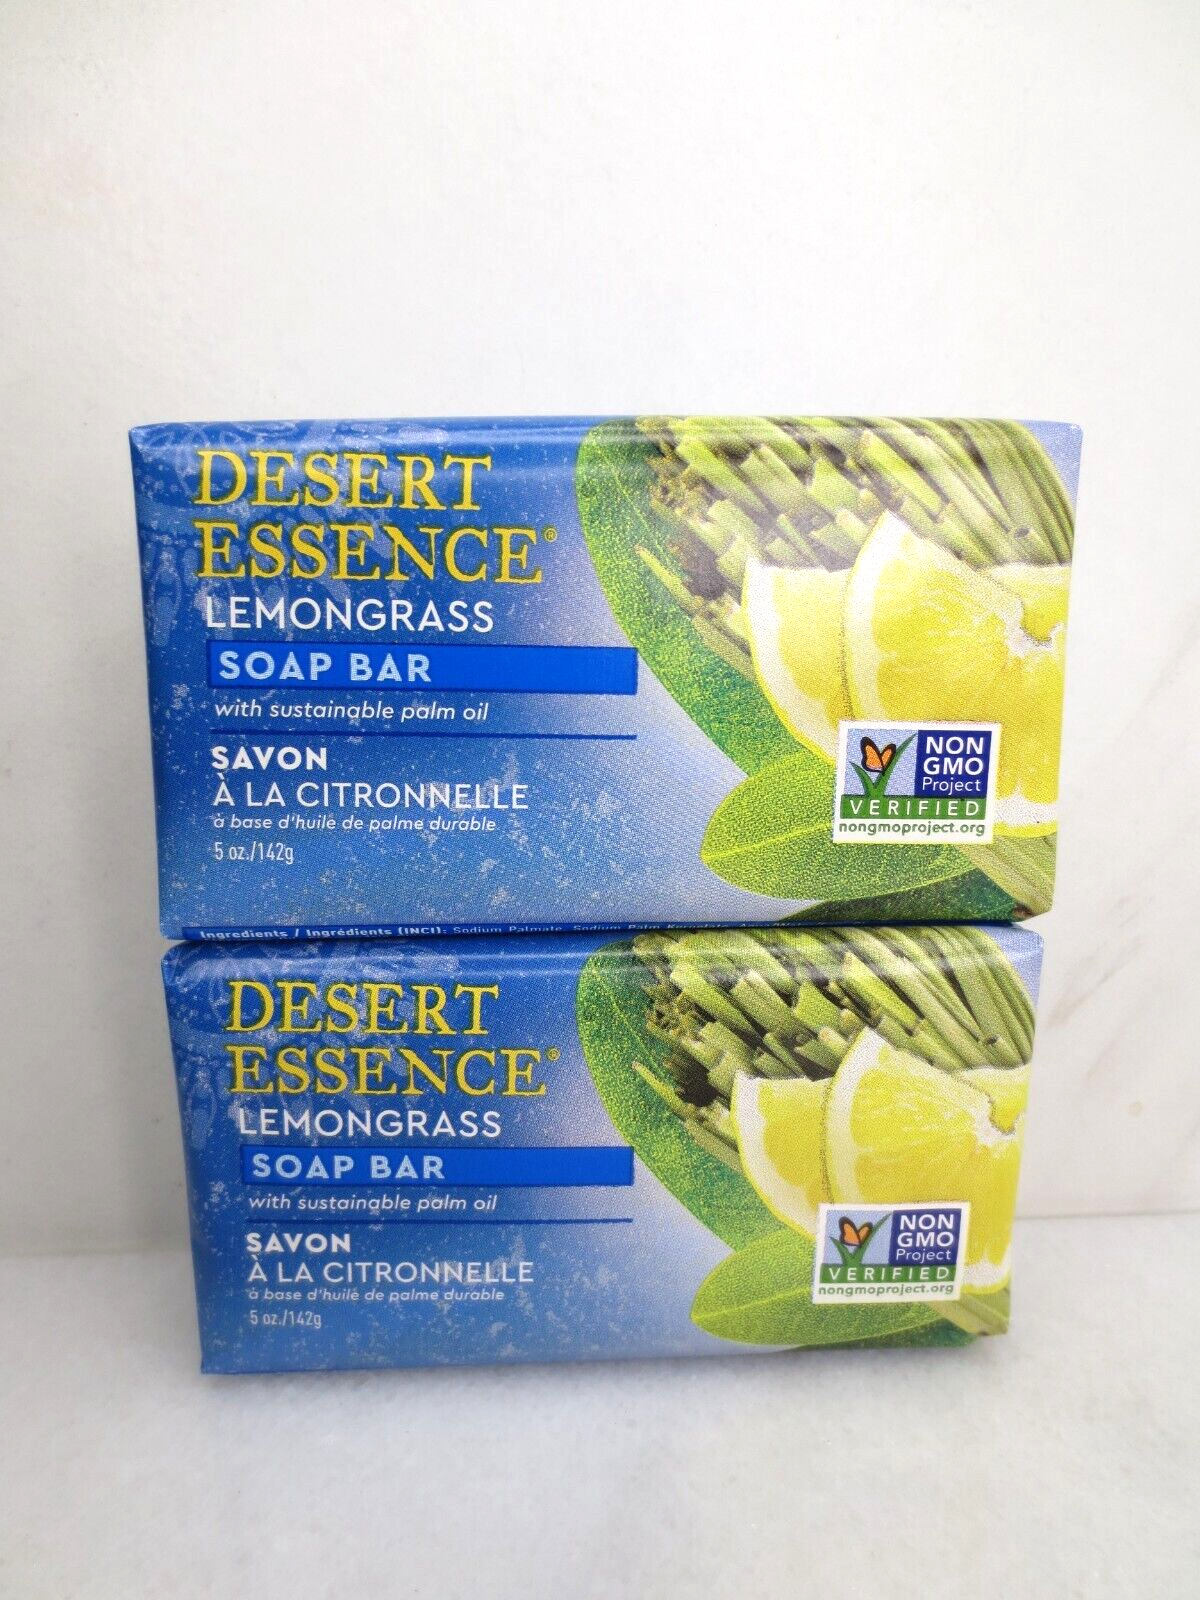 DESERT
ESSENCE®
LEMONGRASS
SOAP BAR
with sustainable palm oil
SAVON
À LA CITRONNELLE
à base d'huile de palme durable
5 oz./142g
NON
GMO
Project
VERIFIED
nongmoproject.org
Ingredients / Ingrédients (INCI): Sodium Palmate, Sodium Palm Kernelate,
DESERT
ESSENCE®
LEMONGRASS
SOAP BAR
with sustainable palm oil
SAVON
À LA CITRONNELLE
à base d'huile de palme durable
5 oz./142g
NON
GMO
Project
VERIFIED
nongmoproject.org